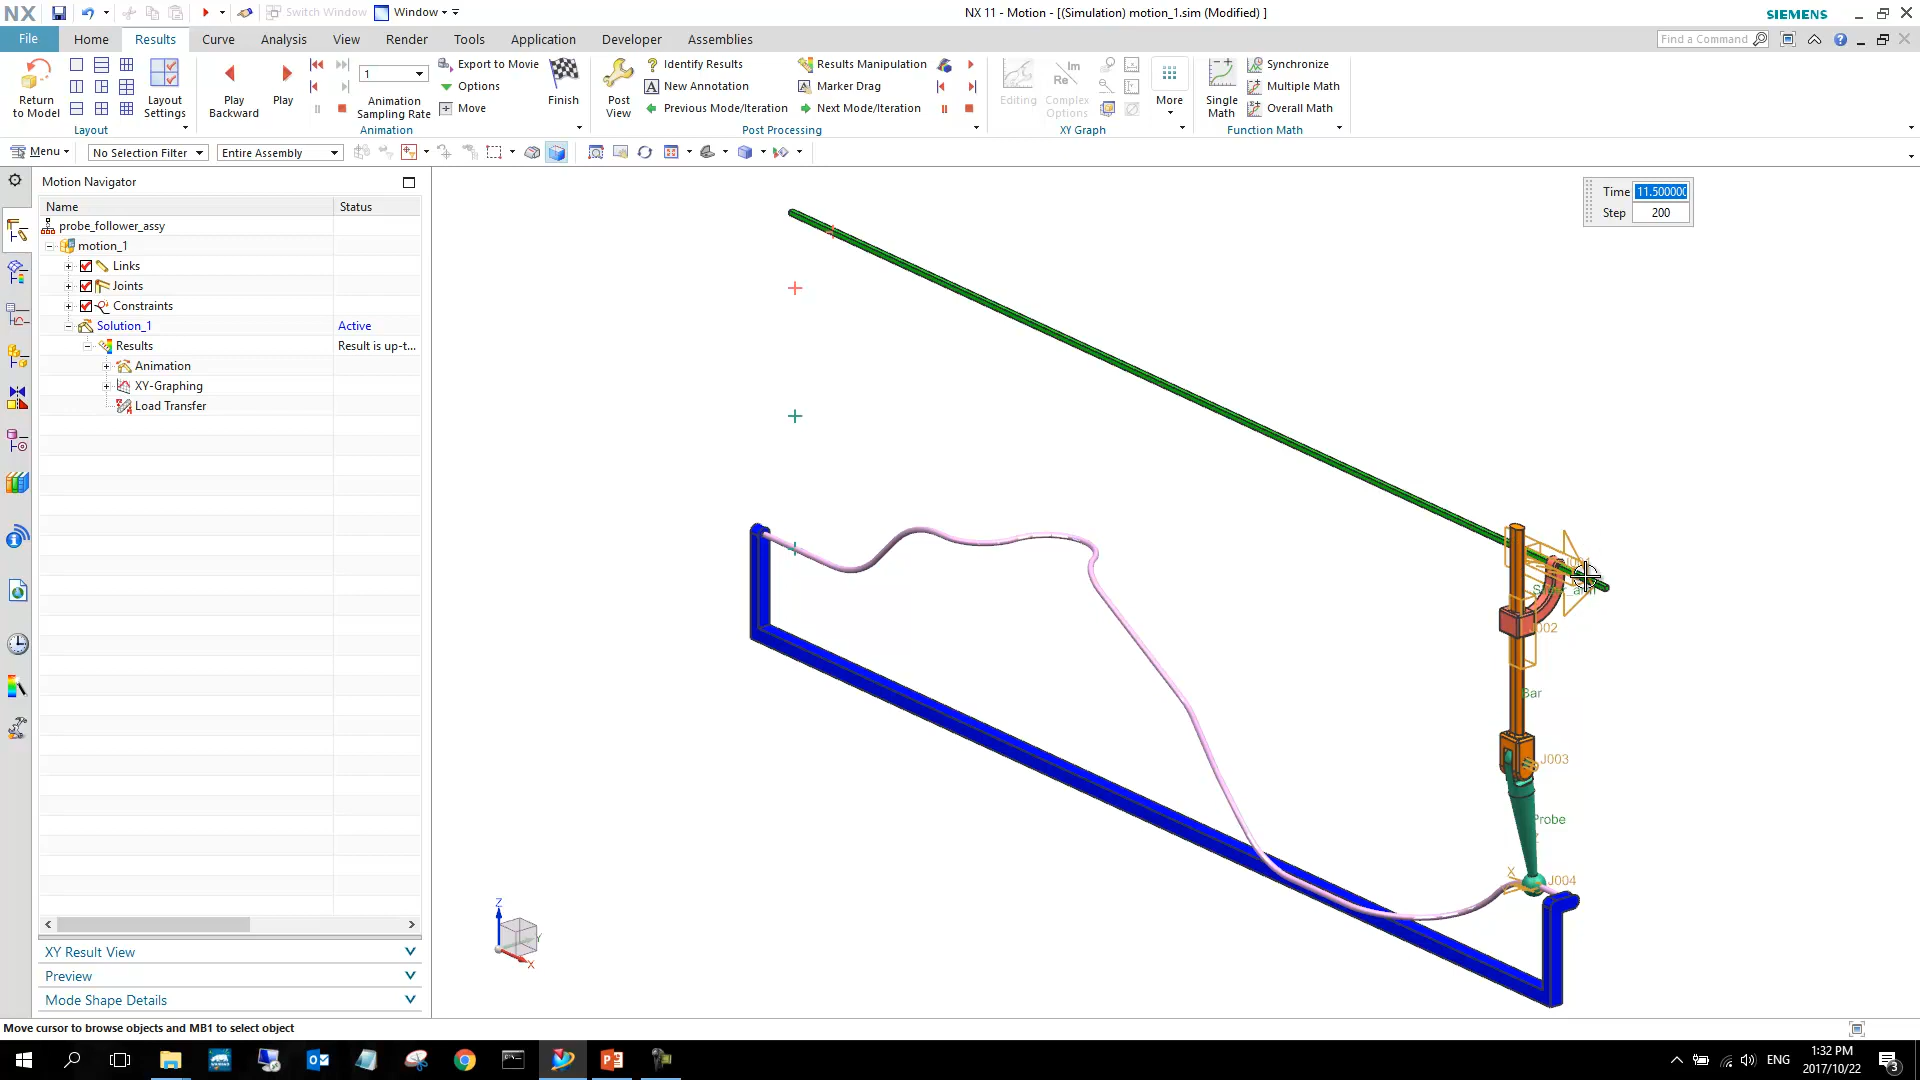 NX
Switch Window
Window
NX 11 - Motion - [(Simulation) motion_1.sim (Modified) ]
SIEMENS
File
Home
Results
Curve
Analysis
View
Render
Tools
Application
Developer
Assemblies
Find a Command
Return to Model
Layout Settings
Layout
Play Backward
Play
1
Animation Sampling Rate
Export to Movie
Options
Move
Finish
Animation
Post View
Identify Results
New Annotation
Previous Mode/Iteration
Results Manipulation
Marker Drag
Next Mode/Iteration
Post Processing
Editing
Complex Options
More
XY Graph
Single Math
Synchronize
Multiple Math
Overall Math
Function Math
Menu
No Selection Filter
Entire Assembly
Motion Navigator
Name
Status
probe_follower_assy
motion_1
Links
Joints
Constraints
Solution_1
Active
Results
Result is up-t...
Animation
XY-Graphing
Load Transfer
XY Result View
Preview
Mode Shape Details
Time
11.500000
Step
200
J002
Bar
J003
Probe
X
J004
Z
Y
X
Move cursor to browse objects and MB1 to select object
ENG
1:32 PM
2017/10/22
3